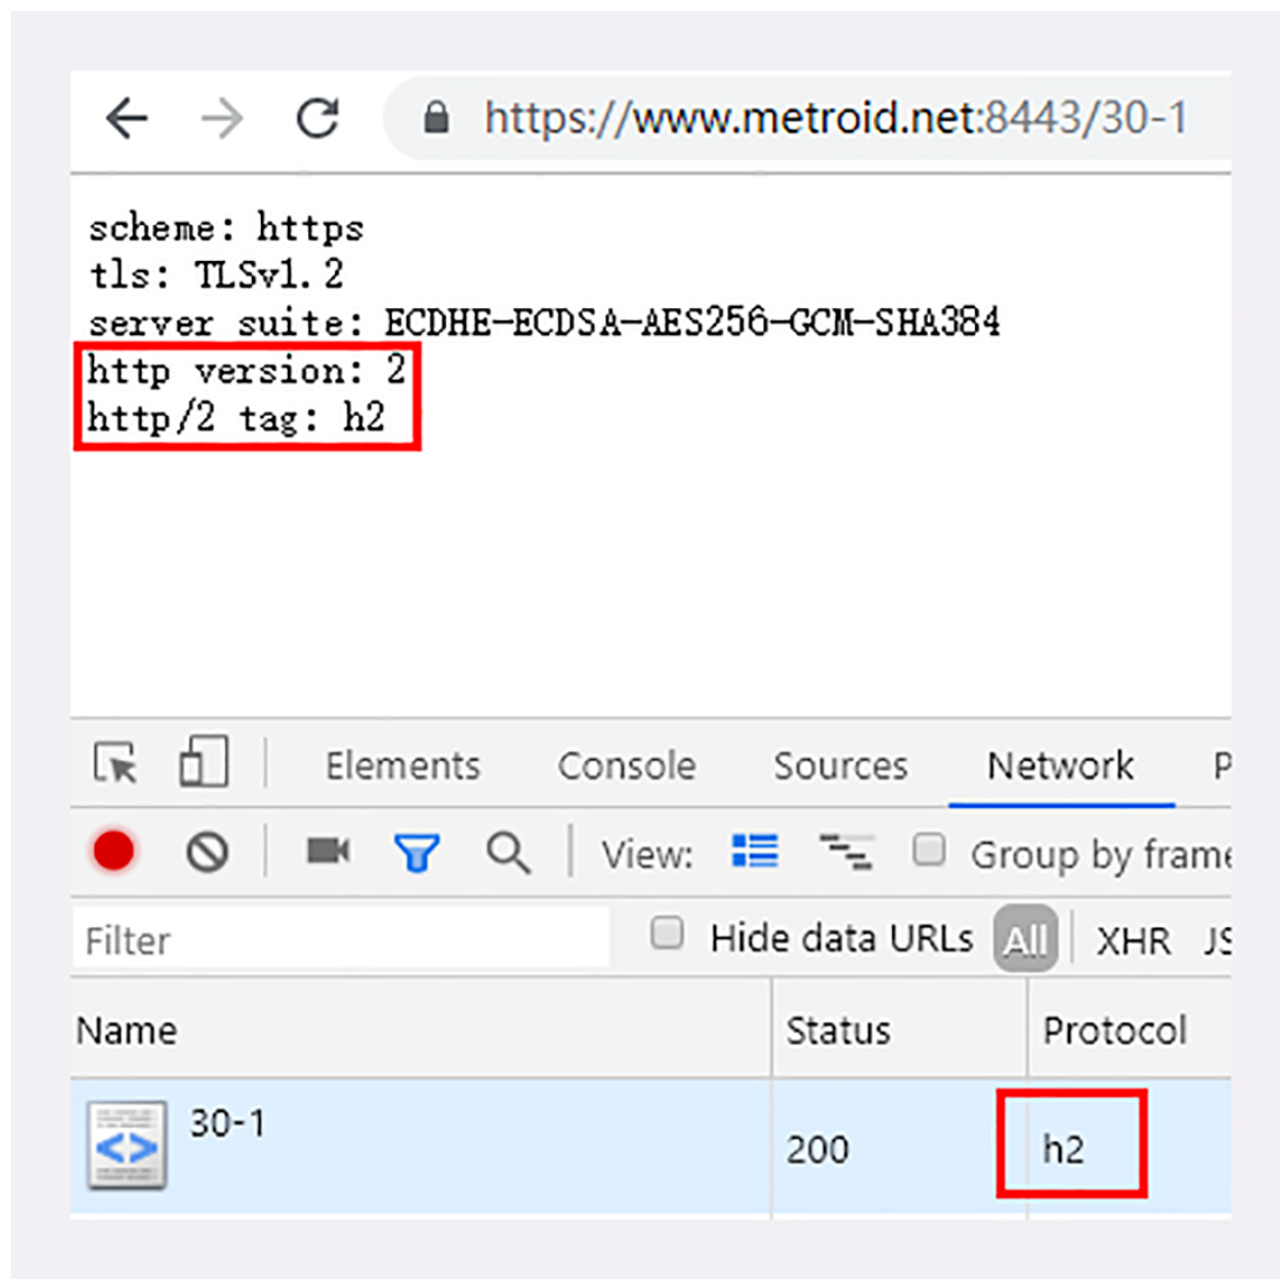 https://www.metroid.net:8443/30-1
scheme: https
tls: TLSv1.2
server suite: ECDHE-ECDSA-AES256-GCM-SHA384
http version: 2
http/2 tag: h2
Elements Console Sources Network P
View: Group by frame
Filter Hide data URLs All XHR JS
Name Status Protocol
30-1 200 h2